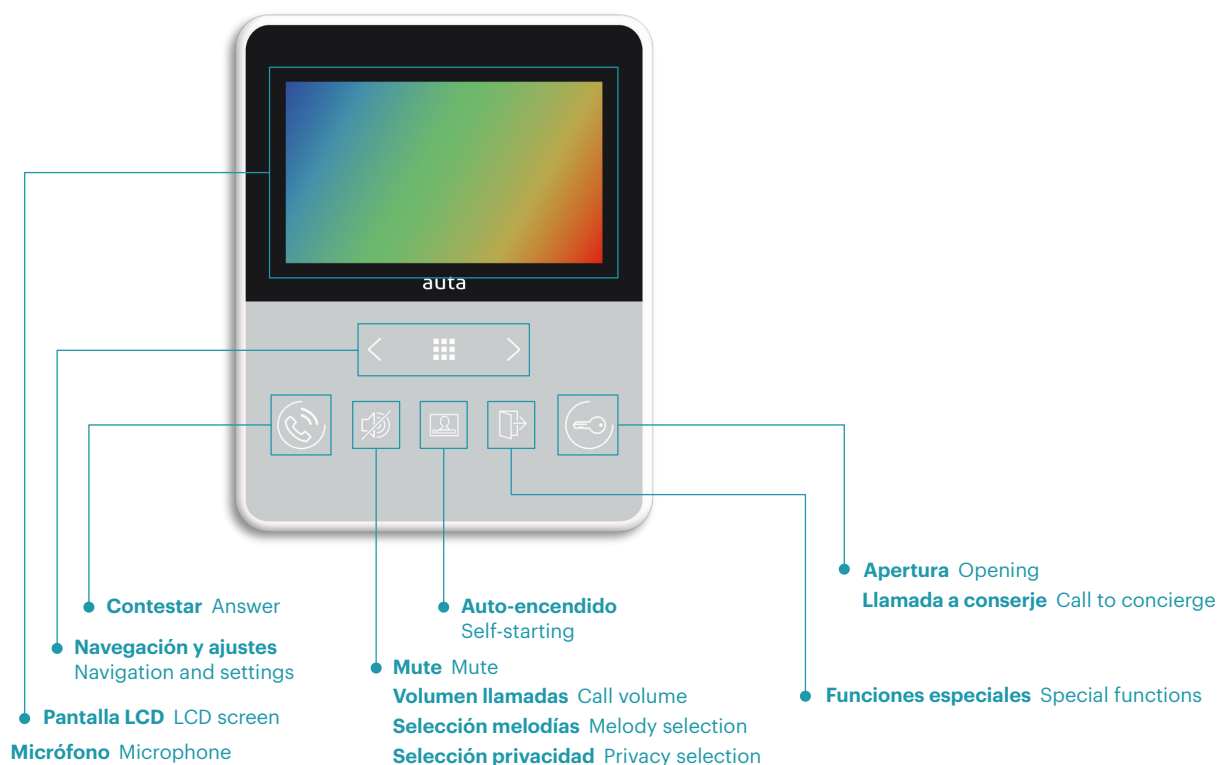 auta
Apertura Opening
Llamada a conserje Call to concierge
Contestar Answer
Auto-encendido
Self-starting
Navegación y ajustes
Navigation and settings
Mute Mute
Volumen llamadas Call volume
Selección melodías Melody selection
Selección privacidad Privacy selection
Funciones especiales Special functions
Pantalla LCD LCD screen
Micrófono Microphone